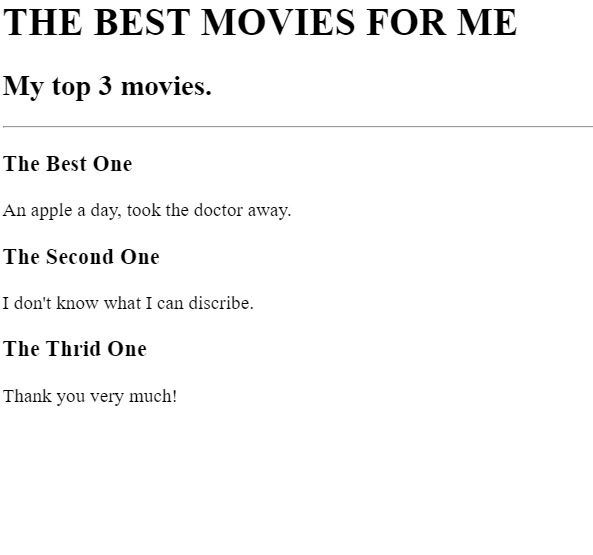 THE BEST MOVIES FOR ME
My top 3 movies.
The Best One
An apple a day, took the doctor away.
The Second One
I don't know what I can discribe.
The Thrid One
Thank you very much!